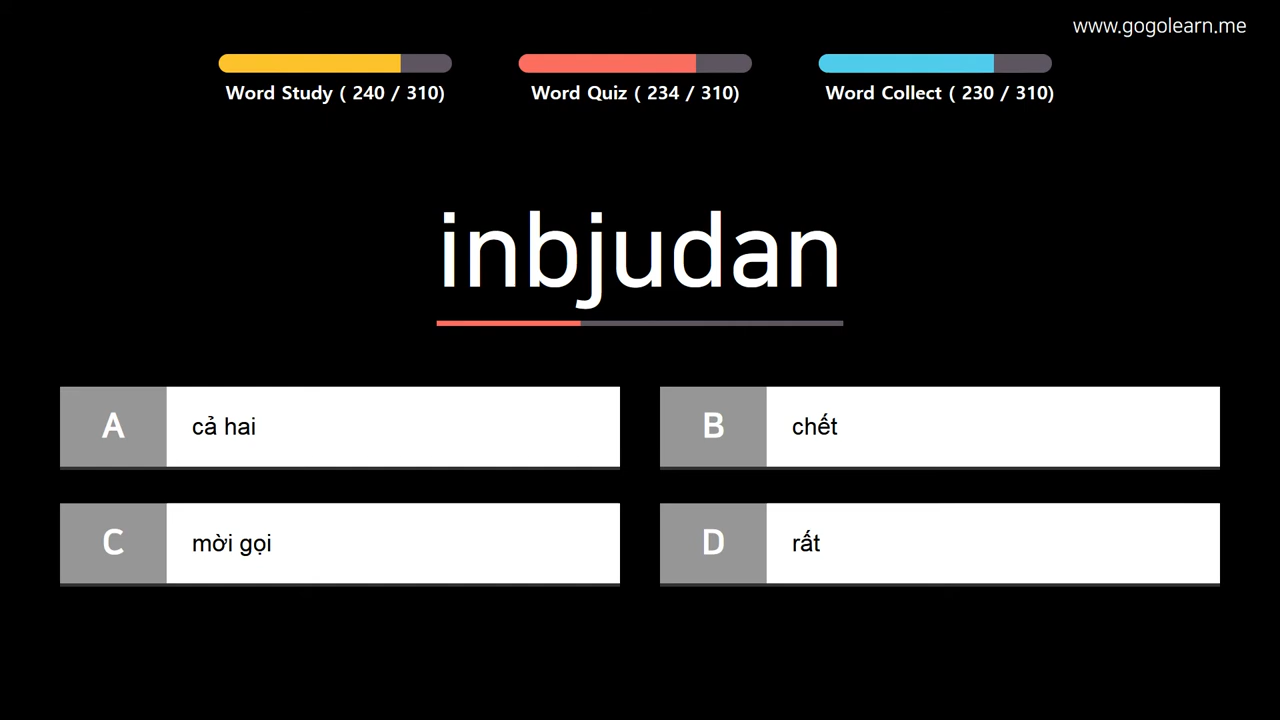 www.gogolearn.me
Word Study ( 240 / 310)
Word Quiz ( 234 / 310)
Word Collect ( 230 / 310)
inbjudan
A cả hai
B chết
C mời gọi
D rất